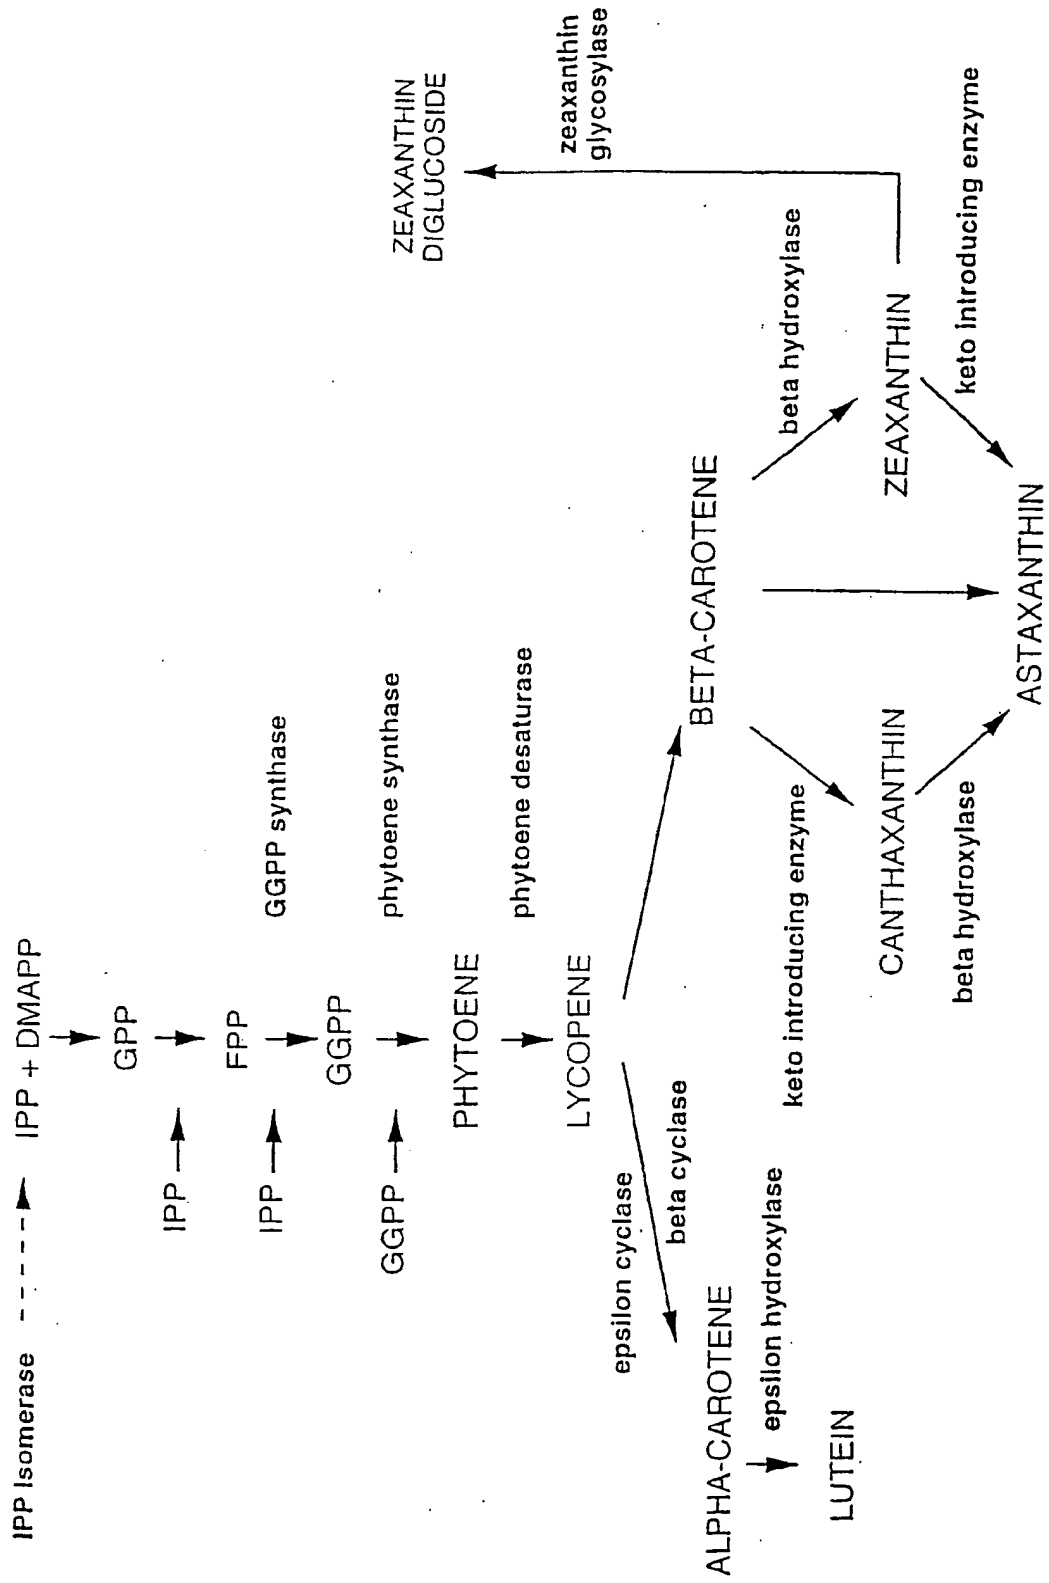 IPP Isomerase
IPP + DMAPP
GPP
IPP
FPP
IPP
GGPP synthase
GGPP
GGPP
phytoene synthase
PHYTOENE
phytoene desaturase
LYCOPENE
epsilon cyclase
beta cyclase
ALPHA-CAROTENE
BETA-CAROTENE
epsilon hydroxylase
LUTEIN
keto introducing enzyme
beta hydroxylase
CANTHAXANTHIN
ZEAXANTHIN
beta hydroxylase
keto introducing enzyme
ASTAXANTHIN
zeaxanthin
glycosylase
ZEAXANTHIN
DIGLUCOSIDE